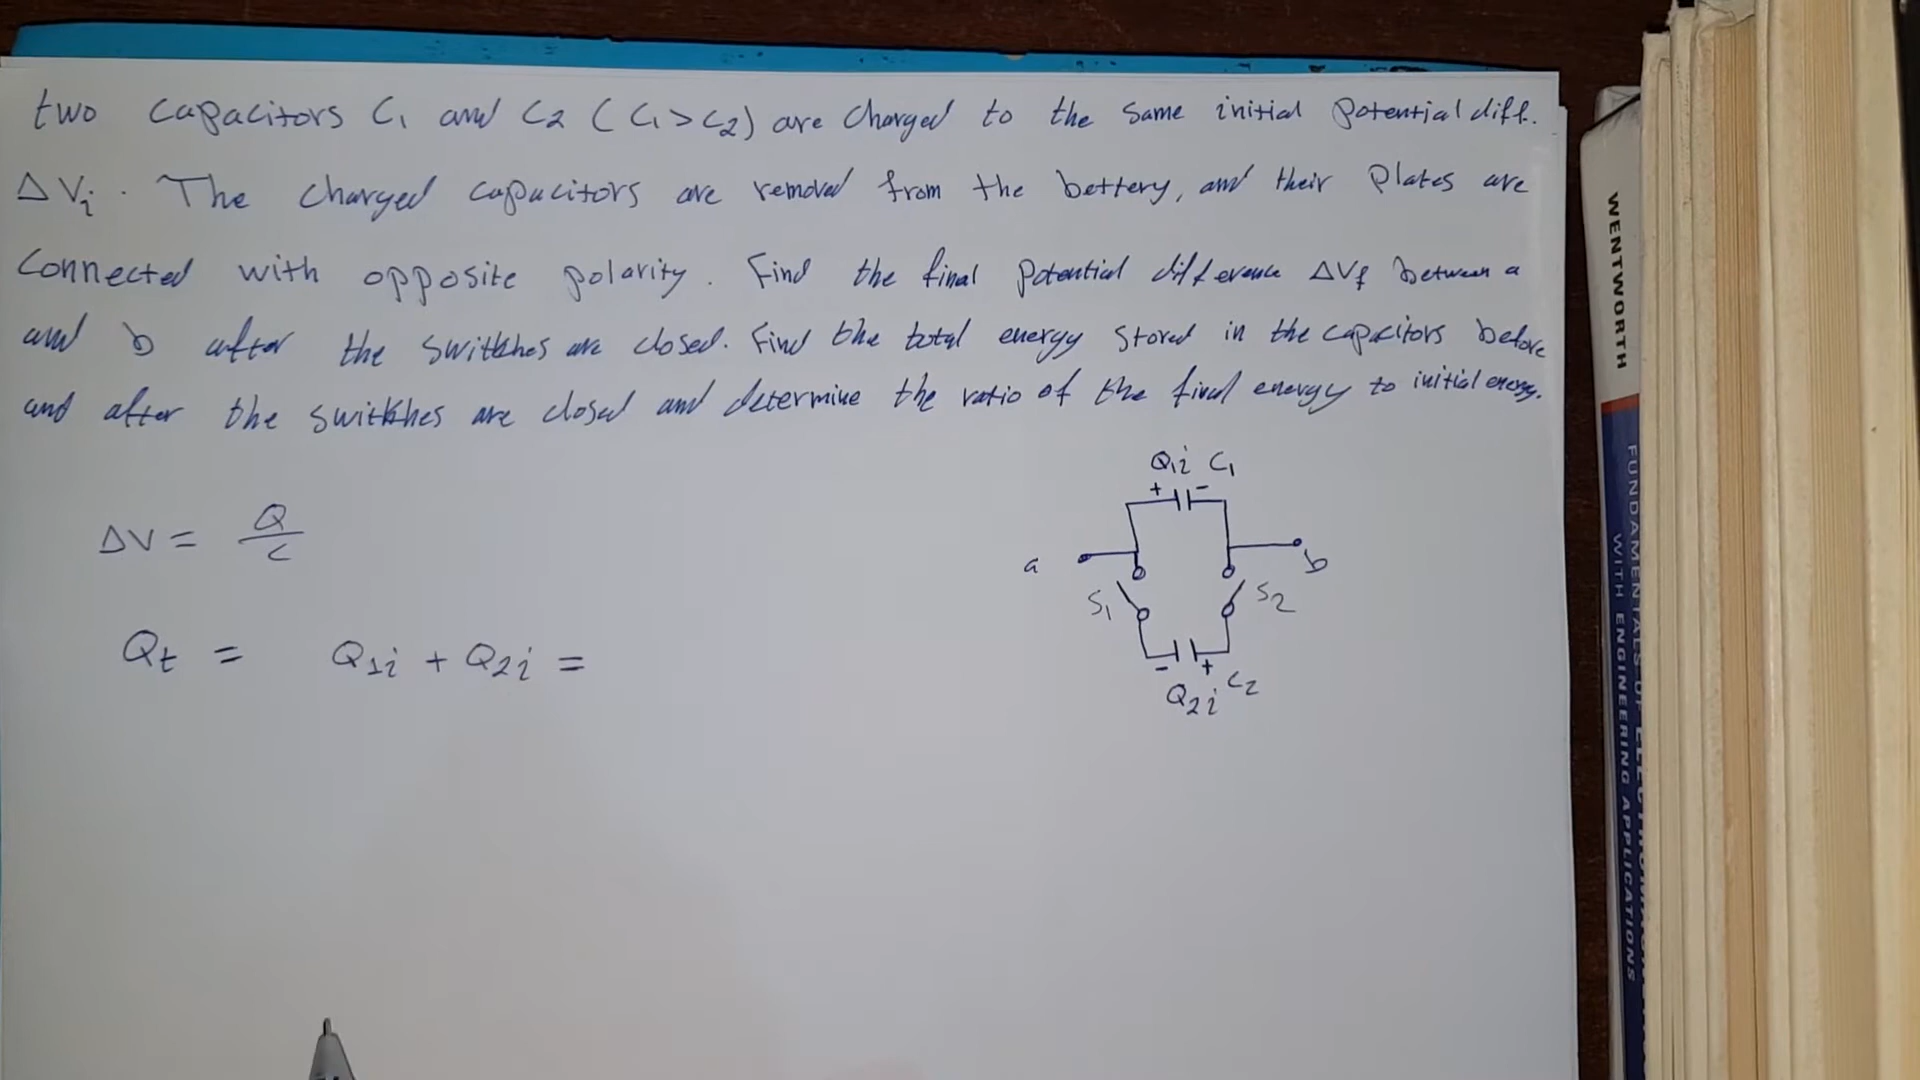 two capacitors C1 and C2 ( C1 > C2 ) are charged to the same initial potential diff.
ΔVi . The charged capacitors are removed from the bettery, and their plates are
connected with opposite polarity. Find the final potential difference ΔVf between a
and b after the switches are closed. Find the total energy stored in the capacitors before
and after the switches are closed and determine the ratio of the final energy to initial energy.
Q1i C1
+ -
ΔV = Q/C
a b
S1 S2
Qt = Q1i + Q2i =
- +
Q2i C2
WENTWORTH
FUNDAMENTALS OF
WITH ENGINEERING APPLICATIONS